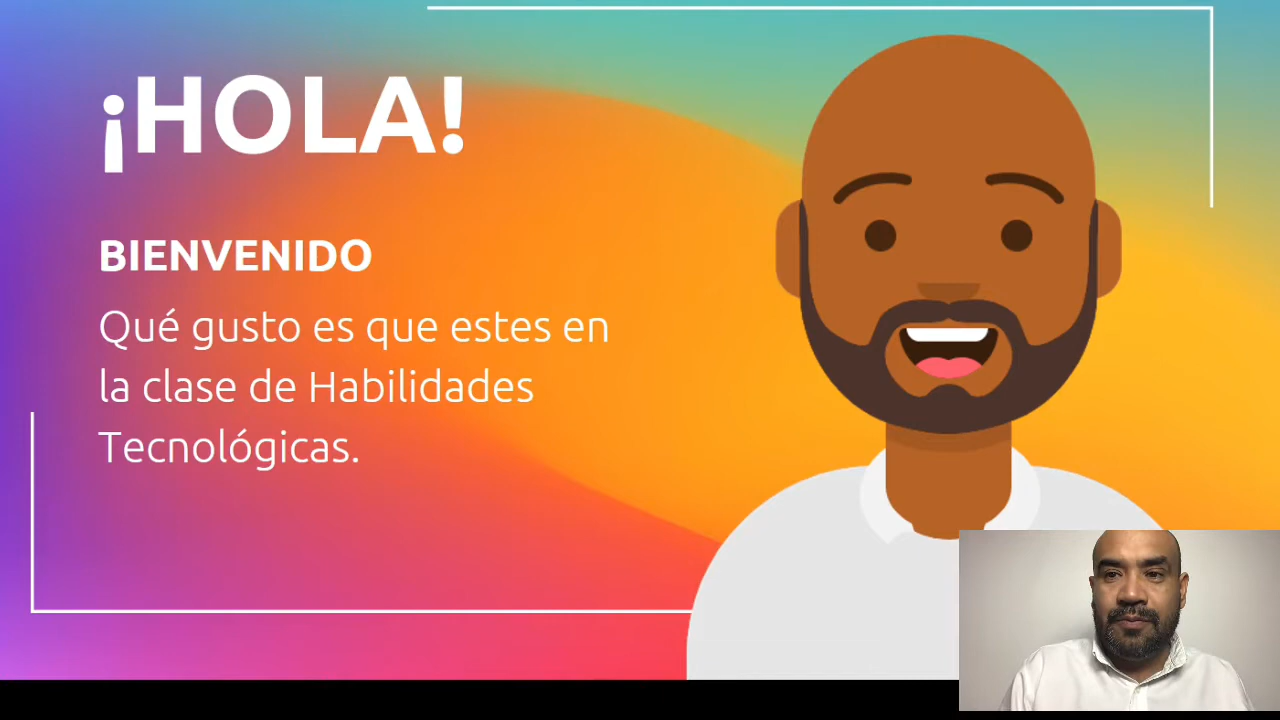 ¡HOLA!
BIENVENIDO
Qué gusto es que estes en
la clase de Habilidades
Tecnológicas.